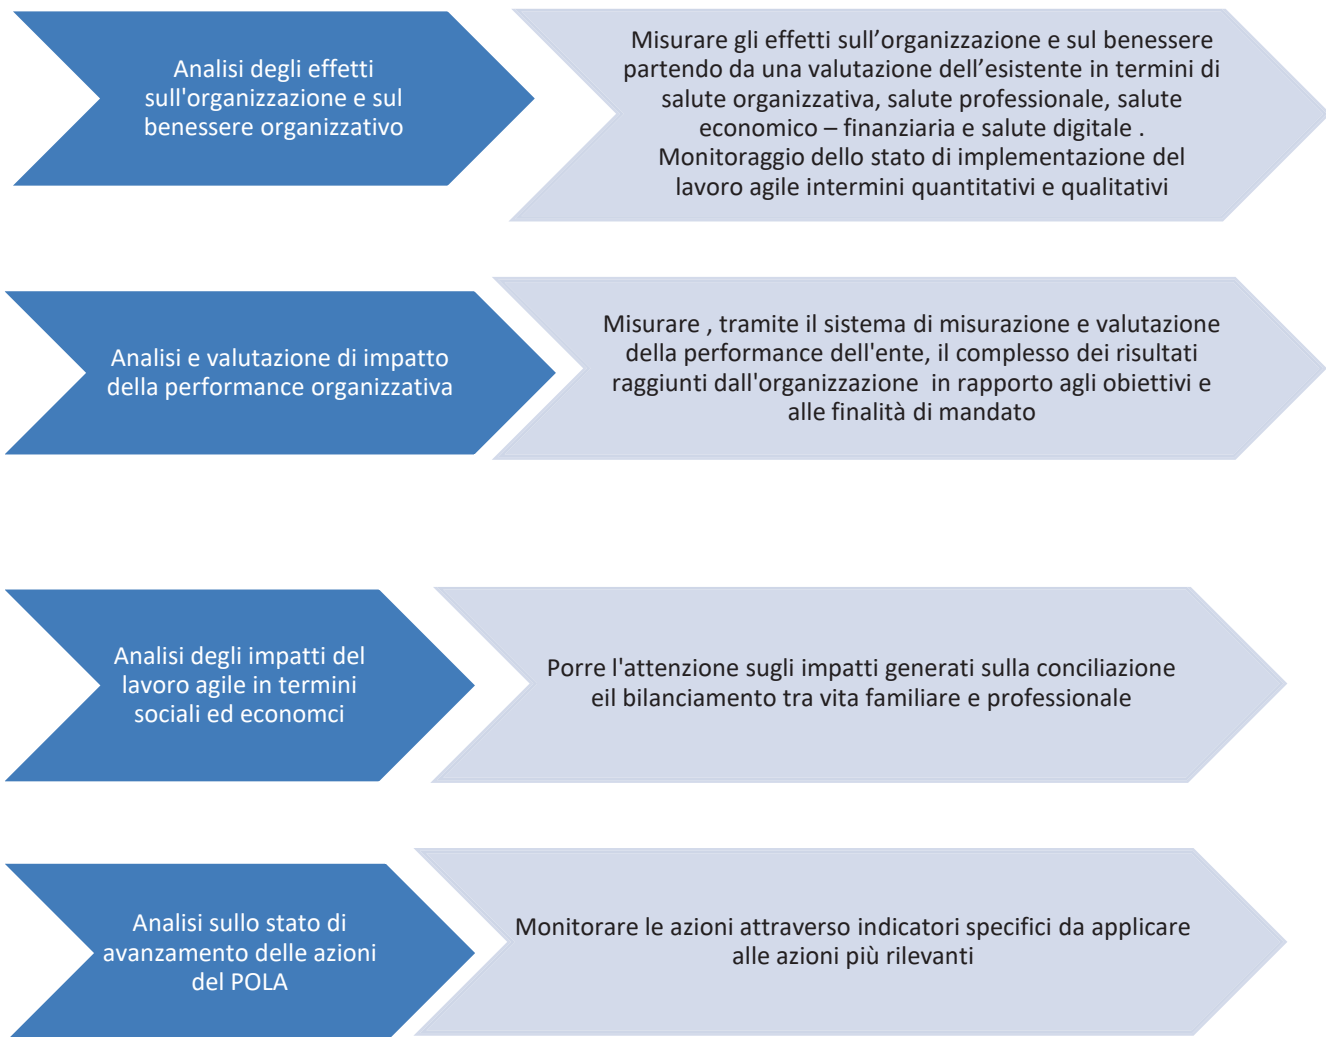 Analisi degli effetti
sull'organizzazione e sul
benessere organizzativo
Misurare gli effetti sull’organizzazione e sul benessere
partendo da una valutazione dell’esistente in termini di
salute organizzativa, salute professionale, salute
economico – finanziaria e salute digitale .
Monitoraggio dello stato di implementazione del
lavoro agile intermini quantitativi e qualitativi
Analisi e valutazione di impatto
della performance organizzativa
Misurare , tramite il sistema di misurazione e valutazione
della performance dell'ente, il complesso dei risultati
raggiunti dall'organizzazione  in rapporto agli obiettivi e
alle finalità di mandato
Analisi degli impatti del
lavoro agile in termini
sociali ed economci
Porre l'attenzione sugli impatti generati sulla conciliazione
eil bilanciamento tra vita familiare e professionale
Analisi sullo stato di
avanzamento delle azioni
del POLA
Monitorare le azioni attraverso indicatori specifici da applicare
alle azioni più rilevanti